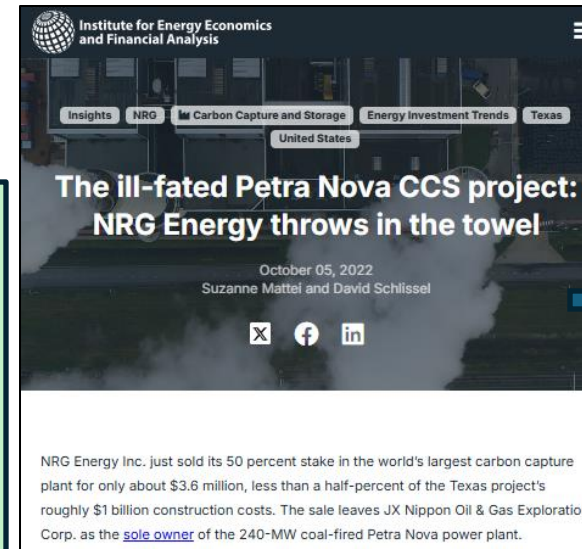 Institute for Energy Economics
and Financial Analysis
Insights
NRG
Carbon Capture and Storage
Energy Investment Trends
Texas
United States
The ill-fated Petra Nova CCS project:
NRG Energy throws in the towel
October 05, 2022
Suzanne Mattei and David Schlissel
NRG Energy Inc. just sold its 50 percent stake in the world's largest carbon capture
plant for only about $3.6 million, less than a half-percent of the Texas project's
roughly $1 billion construction costs. The sale leaves JX Nippon Oil & Gas Exploratio
Corp. as the sole owner of the 240-MW coal-fired Petra Nova power plant.